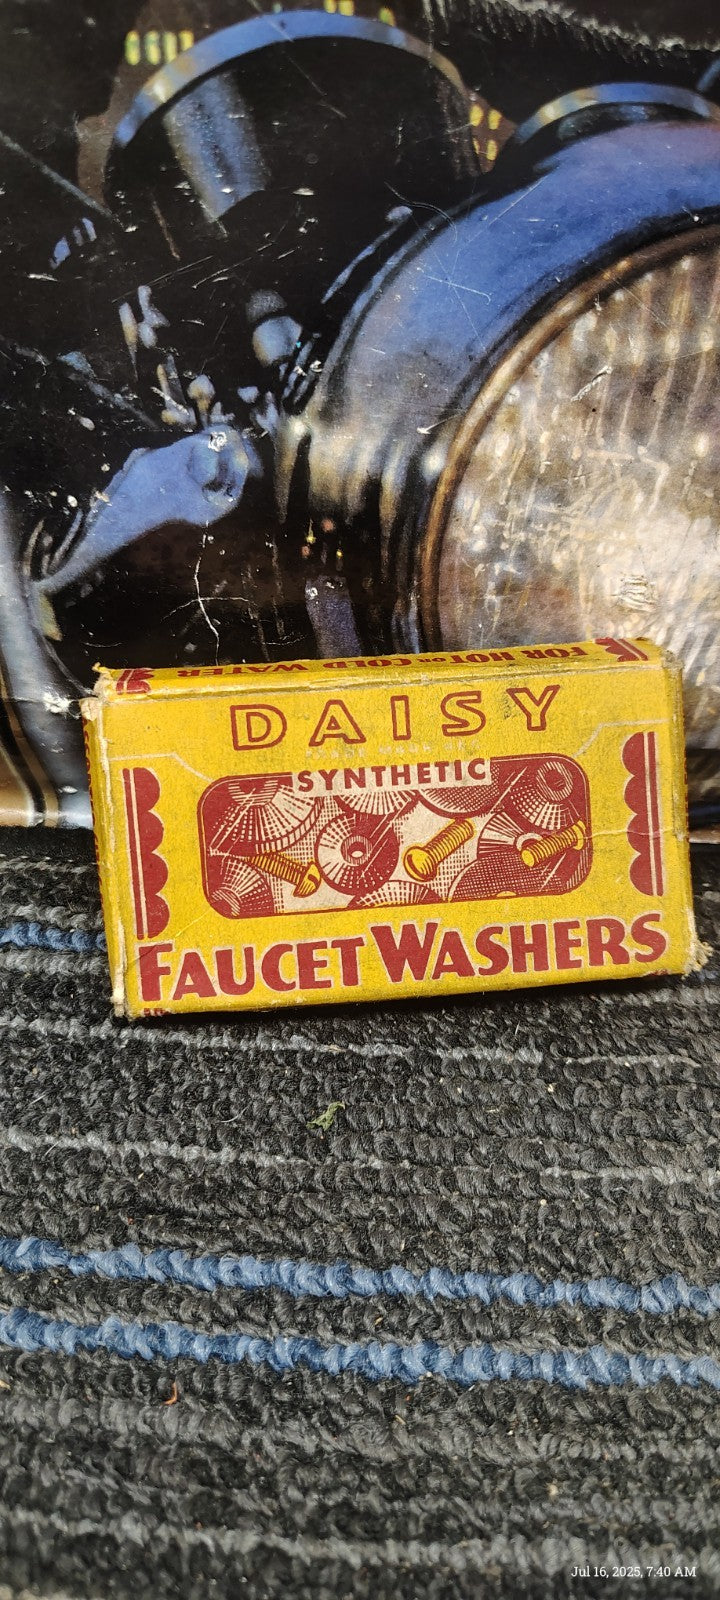 FOR HOT OR COLD WATER
DAISY
SYNTHETIC
FAUCET WASHERS
Jul 16, 2025, 7:40 AM